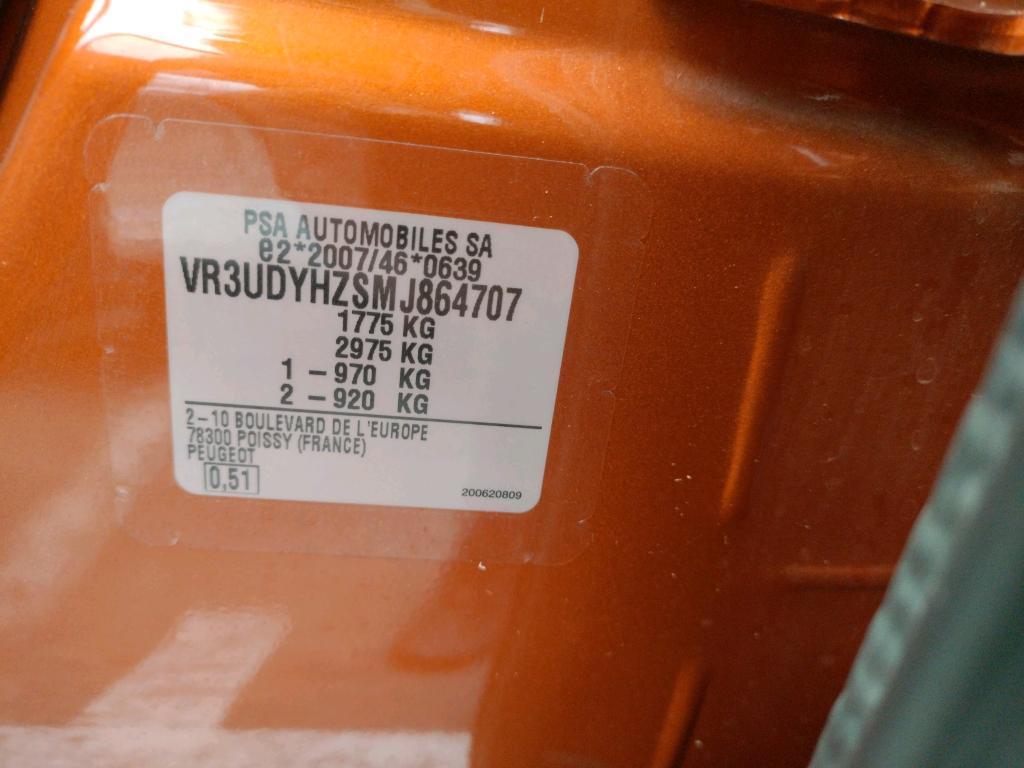 PSA AUTOMOBILES SA
e2*2007/46*0639
VR3UDYHZSMJ864707
1775 KG
2975 KG
1 – 970 KG
2 – 920 KG
2–10 BOULEVARD DE L'EUROPE
78300 POISSY (FRANCE)
PEUGEOT
0,51
200620809